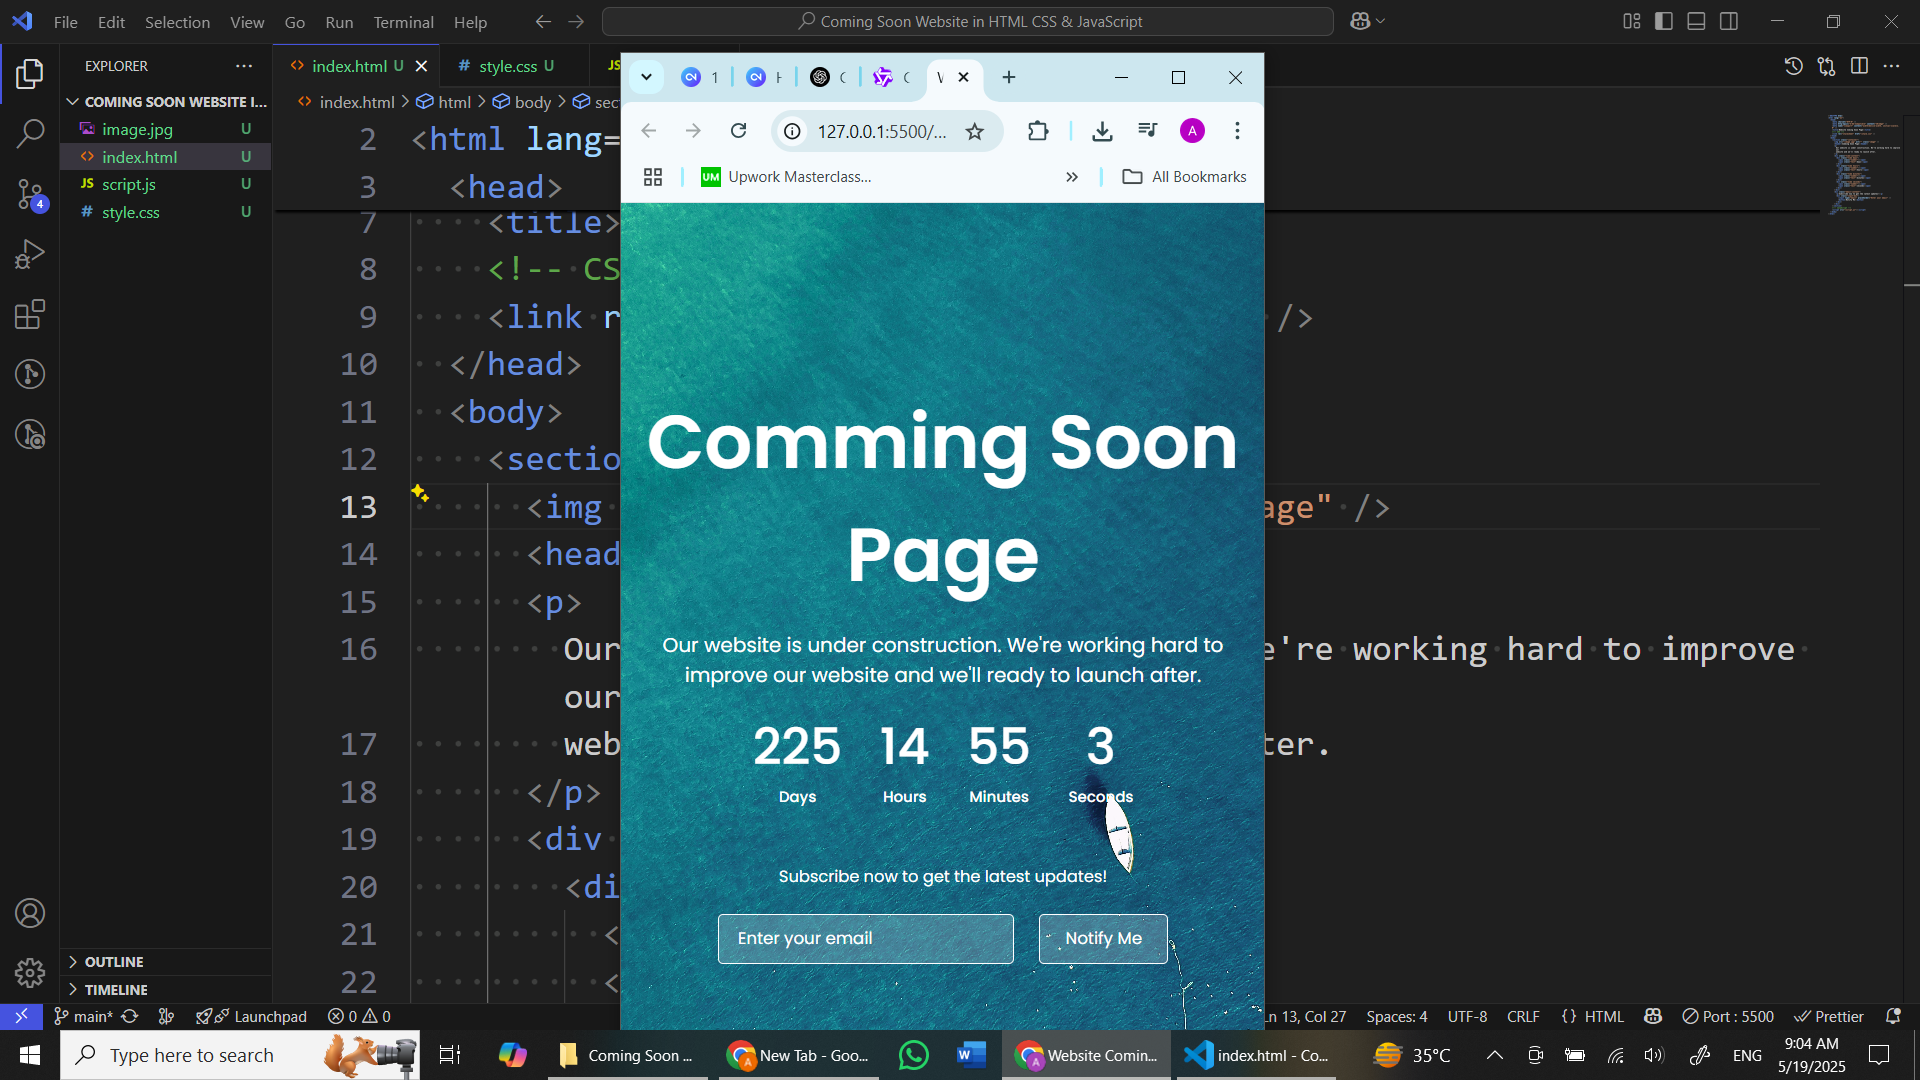 File Edit Selection View Go Run Terminal Help
Coming Soon Website in HTML CSS & JavaScript
EXPLORER
COMING SOON WEBSITE I...
image.jpg U
index.html U
JS script.js U
# style.css U
4
OUTLINE
TIMELINE
index.html U
# style.css U
JS
index.html > html > body > sec
2 <html lang=
3 <head>
7 <title>
8 <!-- CS
9 <link r />
10 </head>
11 <body>
12 <sectio
13 <img age" />
14 <head
15 <p>
16 Our e're working hard to improve
our
17 web ter.
18 </p>
19 <div
20 <di
21 <
22 <
1
127.0.0.1:5500/...
A
UM Upwork Masterclass...
All Bookmarks
Comming Soon
Page
Our website is under construction. We're working hard to
improve our website and we'll ready to launch after.
225 14 55 3
Days Hours Minutes Seconds
Subscribe now to get the latest updates!
Enter your email Notify Me
main* Launchpad 0 0
Ln 13, Col 27 Spaces: 4 UTF-8 CRLF {} HTML Port : 5500 Prettier
Type here to search
Coming Soon ...
New Tab - Goo...
Website Comin...
index.html - Co...
35°C
ENG
9:04 AM
5/19/2025